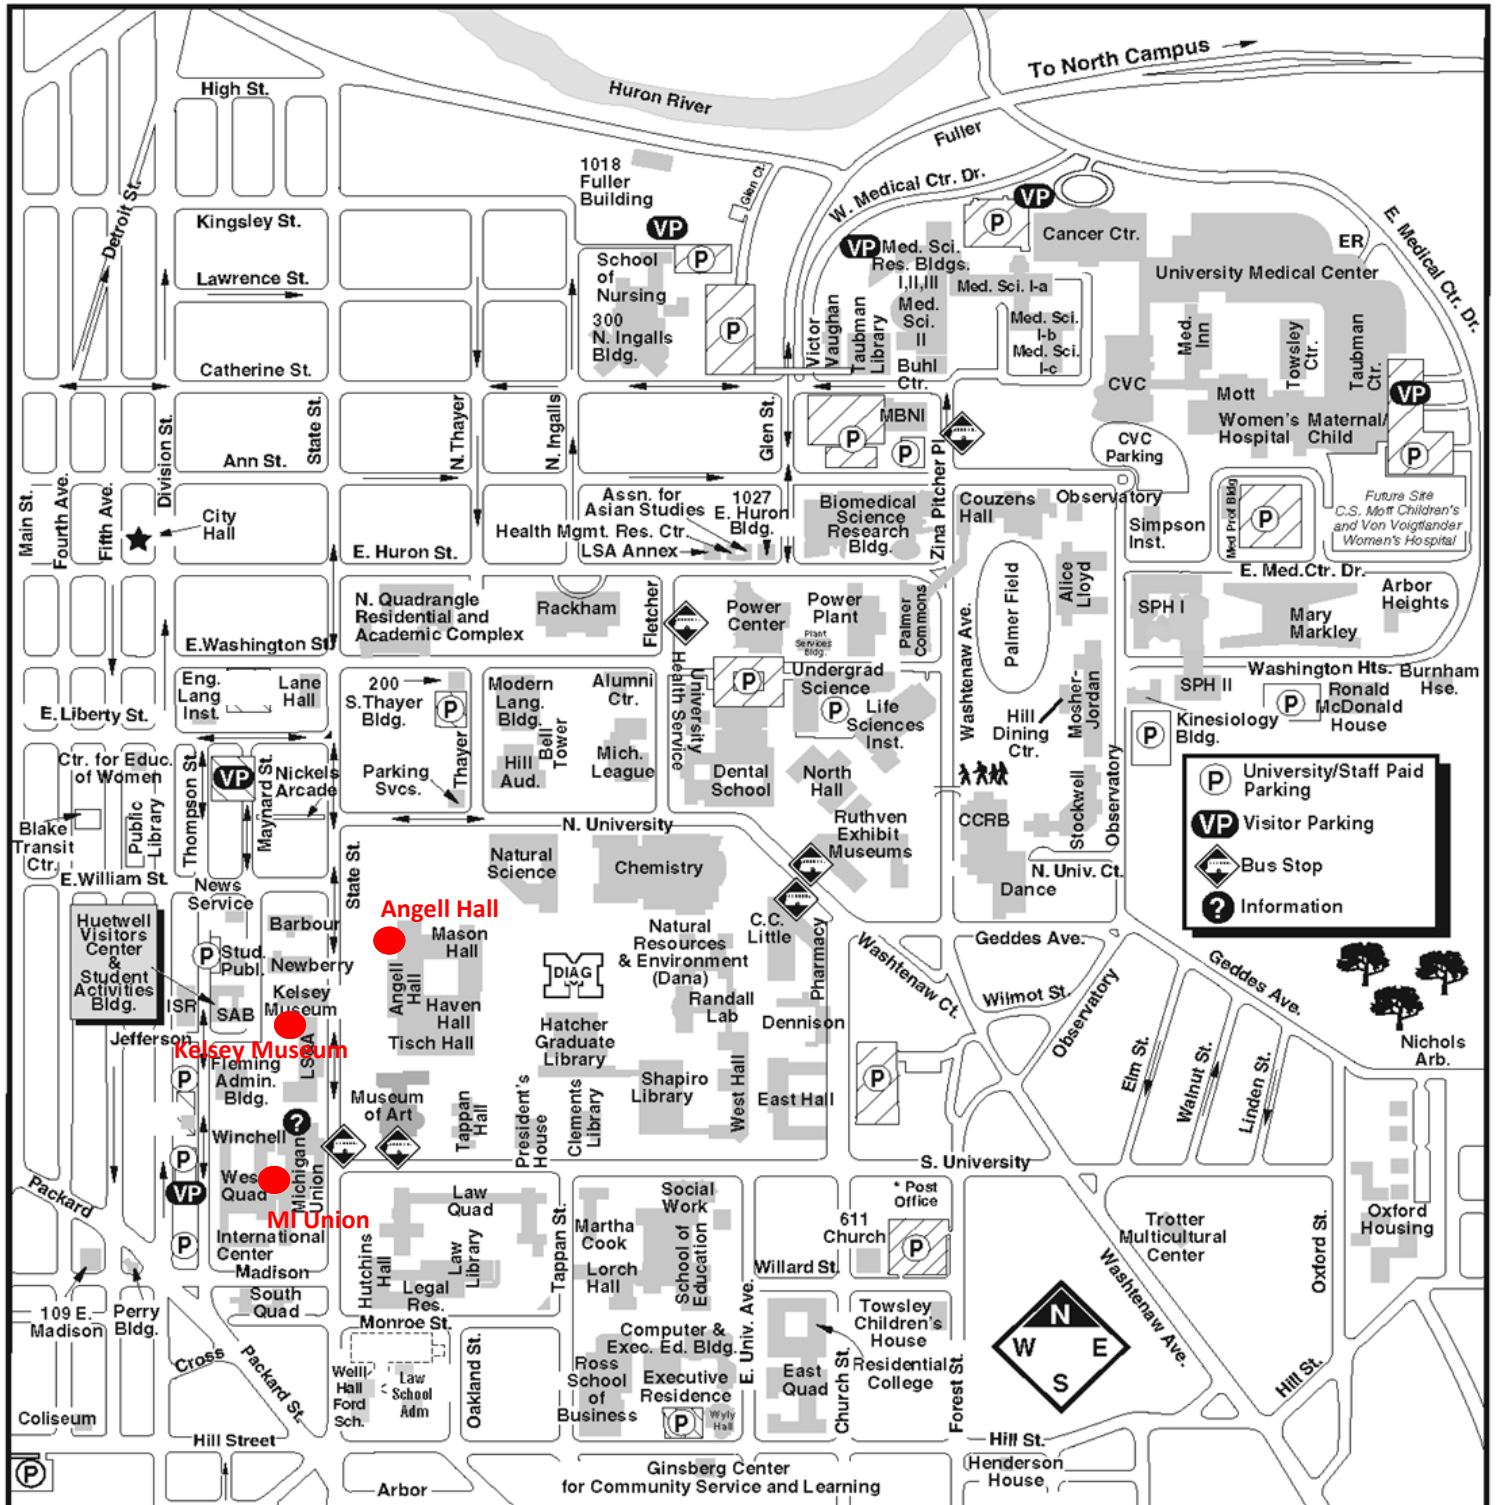 To North Campus
High St.
Huron River
Fuller
1018
Fuller
Building
Glen Ct.
W. Medical Ctr. Dr.
VP
Detroit St.
Kingsley St.
VP
P
Cancer Ctr.
ER
E. Medical Ctr. Dr.
VP
Med. Sci.
Res. Bldgs.
I,II,III
School
of
Nursing
P
Lawrence St.
University Medical Center
Med. Sci. I-a
300
N. Ingalls
Bldg.
P
Victor
Vaughan
Taubman
Library
Med.
Sci.
II
Med. Sci.
I-b
Med. Sci.
I-c
Med.
Inn
Towsley
Ctr.
Taubman
Ctr.
Catherine St.
Buhl
Ctr.
CVC
Mott
VP
Women's
Hospital
Maternal/
Child
MBNI
P
P
P
CVC
Parking
Main St.
Fourth Ave.
Fifth Ave.
Division St.
State St.
N.Thayer
N. Ingalls
Glen St.
Zina Pitcher Pl
Ann St.
City
Hall
Assn. for
Asian Studies
1027
E. Huron
Bldg.
Health Mgmt. Res. Ctr.
LSA Annex
Biomedical
Science
Research
Bldg.
Couzens
Hall
Observatory
Simpson
Inst.
Med Prof Bldg
P
Future Site
C.S. Mott Children's
and Von Voigtlander
Women's Hospital
E. Huron St.
E. Med.Ctr. Dr.
N. Quadrangle
Residential and
Academic Complex
Rackham
Fletcher
Power
Center
Power
Plant
Plant
Services
Bldg.
Palmer
Commons
Washtenaw Ave.
Palmer Field
Alice
Lloyd
SPH I
Mary
Markley
Arbor
Heights
E.Washington St.
Washington Hts.
Burnham
Hse.
Eng.
Lang
Inst.
Lane
Hall
200
S.Thayer
Bldg.
P
Modern
Lang.
Bldg.
Alumni
Ctr.
University
Health Service
P
Undergrad
Science
P
Life
Sciences
Inst.
Hill
Dining
Ctr.
Mosher-
Jordan
SPH II
P
Ronald
McDonald
House
Kinesiology
Bldg.
P
E. Liberty St.
Ctr. for Educ.
of Women
Thompson St.
VP
Maynard St.
Nickels
Arcade
Parking
Svcs.
Thayer
Hill
Aud.
Bell
Tower
Mich.
League
Dental
School
North
Hall
Stockwell
Observatory
Blake
Transit
Ctr.
Public
Library
N. University
Ruthven
Exhibit
Museums
CCRB
N. Univ. Ct.
Dance
P
University/Staff Paid
Parking
VP
Visitor Parking
Bus Stop
?
Information
E.William St.
News
Service
State St.
Natural
Science
Chemistry
Huetwell
Visitors
Center
&
Student
Activities
Bldg.
P
Stud.
Publ.
Barbour
Newberry
Angell Hall
Mason
Hall
Angell
Hall
Haven
Hall
Tisch Hall
M
DIAG
Natural
Resources
& Environment
(Dana)
C.C.
Little
Pharmacy
Washtenaw Ct.
Geddes Ave.
Geddes Ave.
Wilmot St.
Observatory
ISR
SAB
Kelsey
Museum
Randall
Lab
Dennison
Hatcher
Graduate
Library
Jefferson
Kelsey Museum
LSA
Fleming
Admin.
Bldg.
P
Nichols
Arb.
Elm St.
Walnut St.
Linden St.
Museum
of Art
Tappan
Hall
President's
House
Clements
Library
Shapiro
Library
West Hall
East Hall
P
?
Winchell
P
VP
West
Quad
Michigan
Union
MI Union
S. University
Packard
International
Center
P
Madison
Law
Quad
Hutchins
Hall
Law
Library
Legal
Res.
Tappan St.
Martha
Cook
Lorch
Hall
Social
Work
School of
Education
* Post
Office
611
Church
P
Willard St.
Trotter
Multicultural
Center
Oxford
Housing
Oxford St.
Washtenaw Ave.
109 E.
Madison
Perry
Bldg.
South
Quad
Monroe St.
Cross
Packard St.
Weill
Hall
Ford
Sch.
Law
School
Adm
Oakland St.
Computer &
Exec. Ed. Bldg.
Ross
School
of
Business
Executive
Residence
P
Wyly
Hall
E. Univ. Ave.
East
Quad
Church St.
Towsley
Children's
House
Residential
College
Forest St.
N
W
E
S
Hill St.
Coliseum
Hill Street
Hill St.
P
Arbor
Ginsberg Center
for Community Service and Learning
Henderson
House